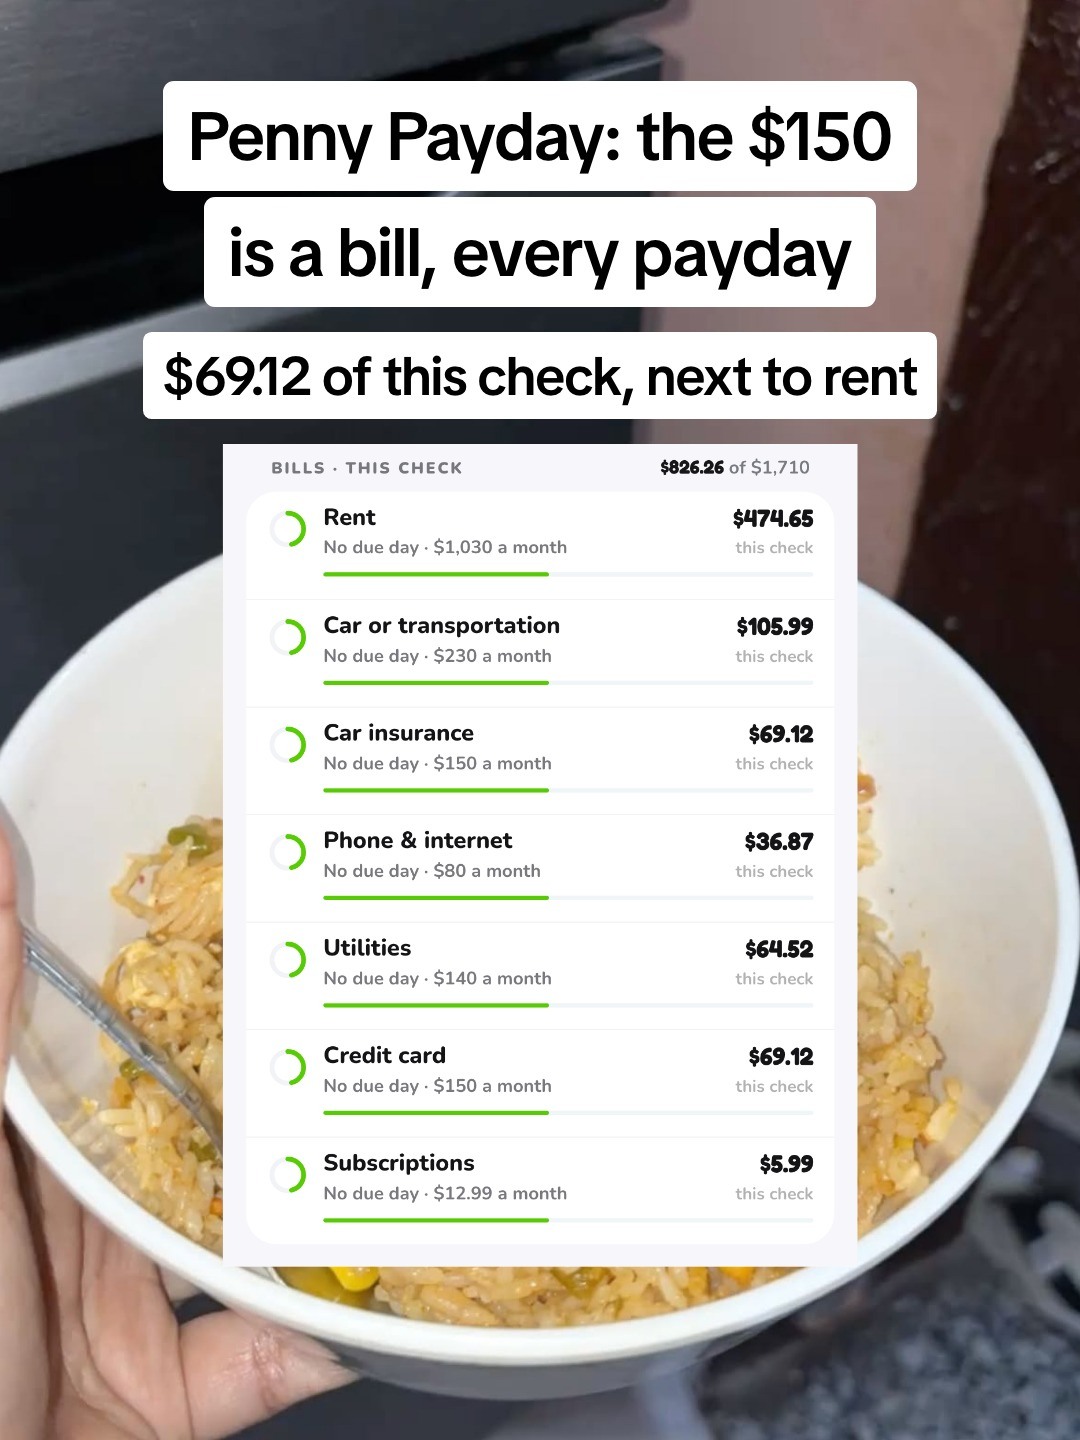 Penny Payday: the $150
is a bill, every payday
$69.12 of this check, next to rent
BILLS · THIS CHECK $826.26 of $1,710
Rent $474.65
No due day · $1,030 a month this check
Car or transportation $105.99
No due day · $230 a month this check
Car insurance $69.12
No due day · $150 a month this check
Phone & internet $36.87
No due day · $80 a month this check
Utilities $64.52
No due day · $140 a month this check
Credit card $69.12
No due day · $150 a month this check
Subscriptions $5.99
No due day · $12.99 a month this check